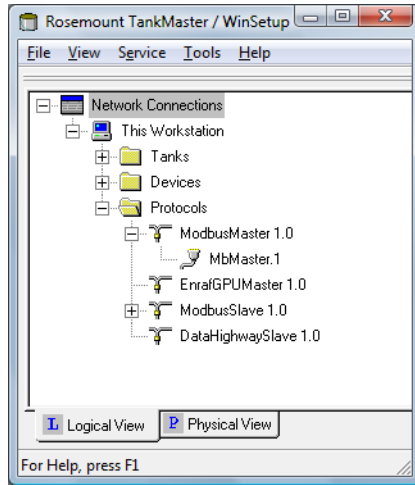 Rosemount TankMaster / WinSetup
File View Service Tools Help
Network Connections
This Workstation
Tanks
Devices
Protocols
ModbusMaster 1.0
MbMaster.1
EnrafGPUMaster 1.0
ModbusSlave 1.0
DataHighwaySlave 1.0
L Logical View P Physical View
For Help, press F1